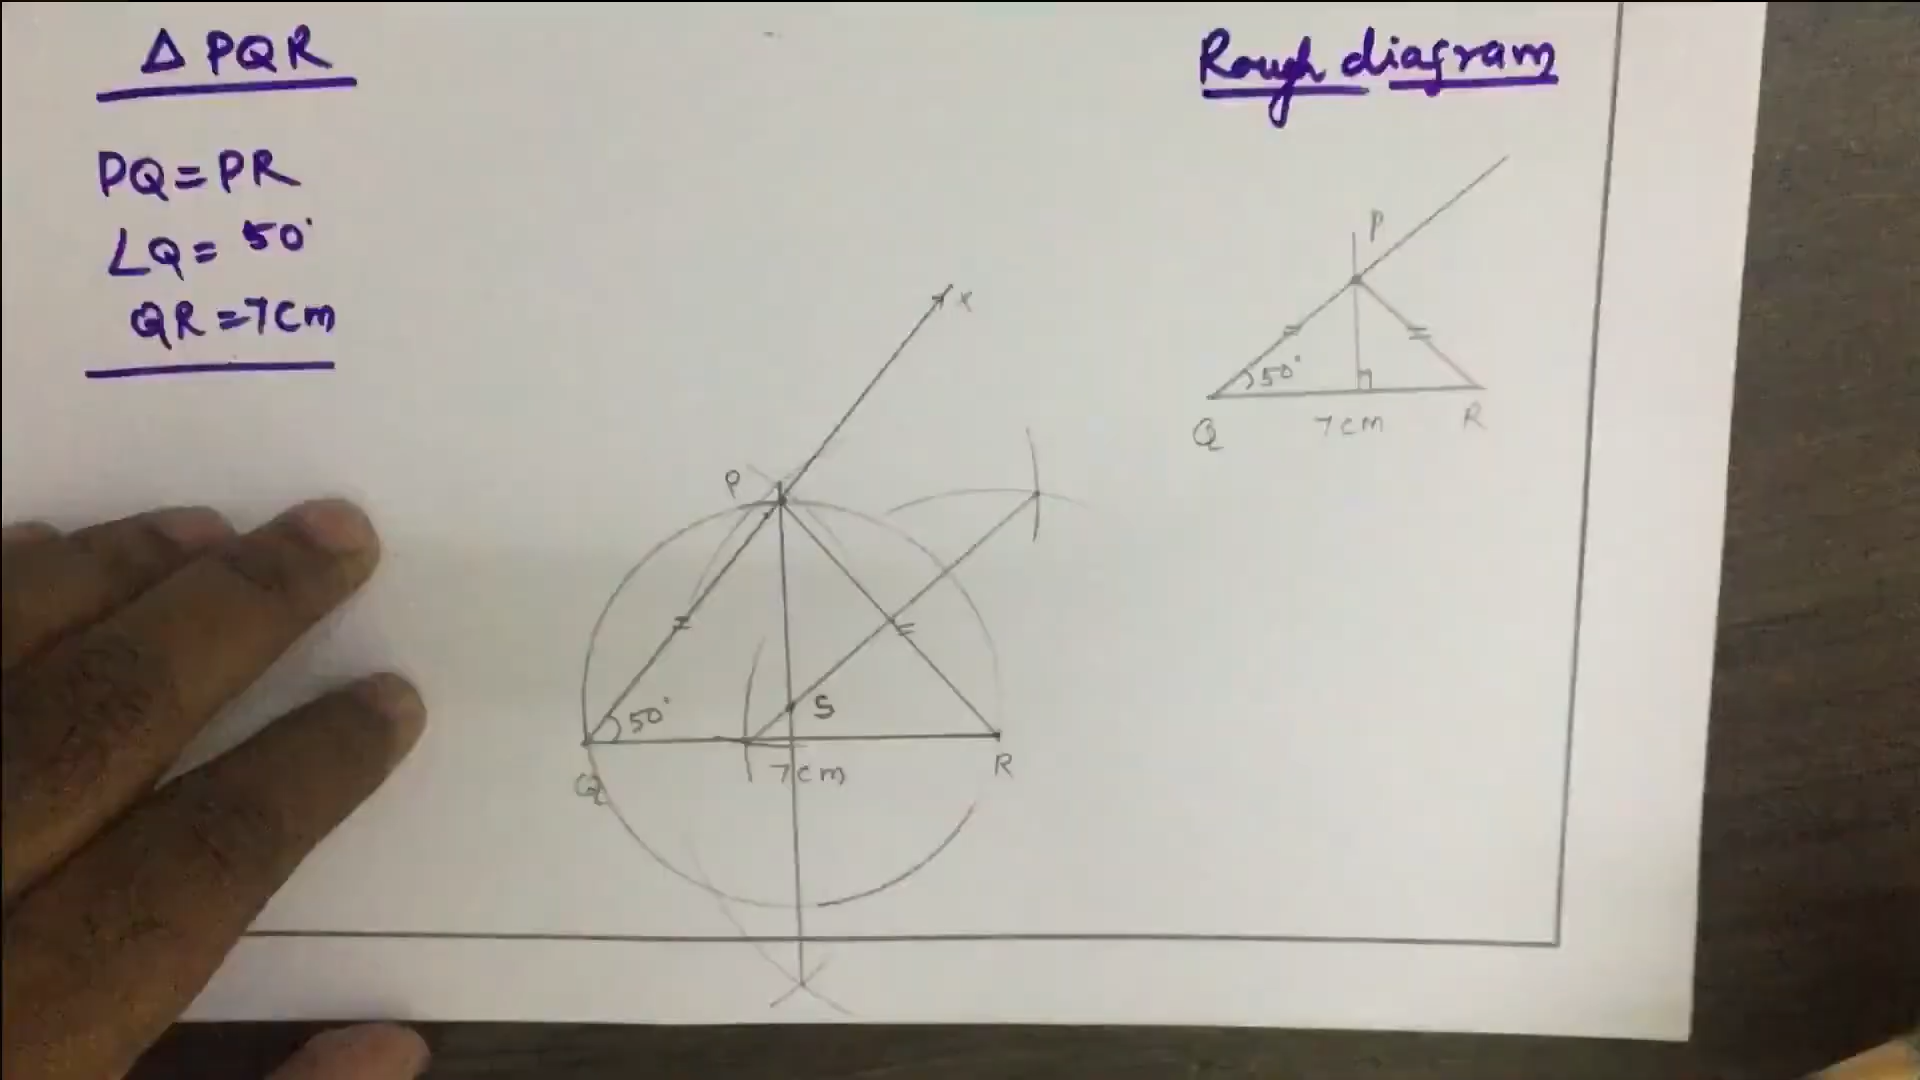 Δ PQR
PQ = PR
∠Q = 50°
QR = 7cm
Rough diagram
P
50°
Q
7cm
R
X
P
S
50°
Q
7cm
R